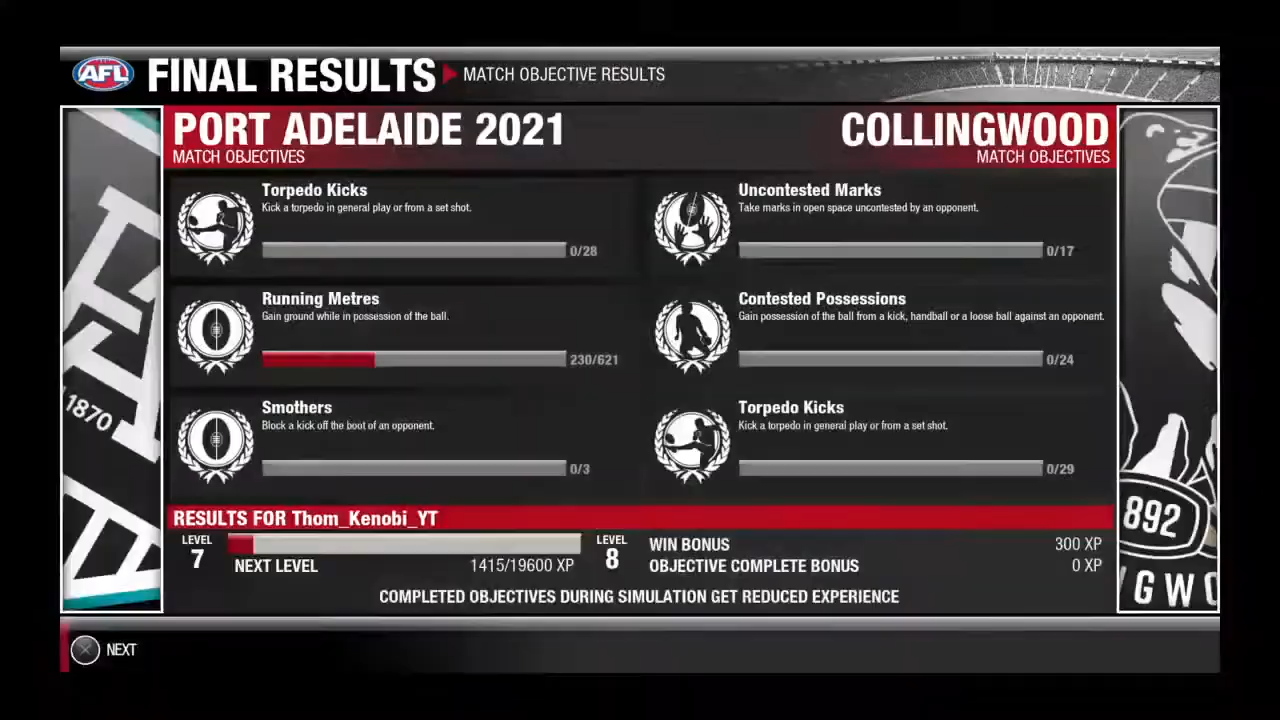 AFL FINAL RESULTS MATCH OBJECTIVE RESULTS
PORT ADELAIDE 2021
MATCH OBJECTIVES
COLLINGWOOD
MATCH OBJECTIVES
Torpedo Kicks
Kick a torpedo in general play or from a set shot.
0/28
Running Metres
Gain ground while in possession of the ball.
230/621
Smothers
Block a kick off the boot of an opponent.
0/3
Uncontested Marks
Take marks in open space uncontested by an opponent.
0/17
Contested Possessions
Gain possession of the ball from a kick, handball or a loose ball against an opponent.
0/24
Torpedo Kicks
Kick a torpedo in general play or from a set shot.
0/29
1870
892
GWO
RESULTS FOR Thom_Kenobi_YT
LEVEL
7
NEXT LEVEL 1415/19600 XP
LEVEL
8
WIN BONUS 300 XP
OBJECTIVE COMPLETE BONUS 0 XP
COMPLETED OBJECTIVES DURING SIMULATION GET REDUCED EXPERIENCE
NEXT